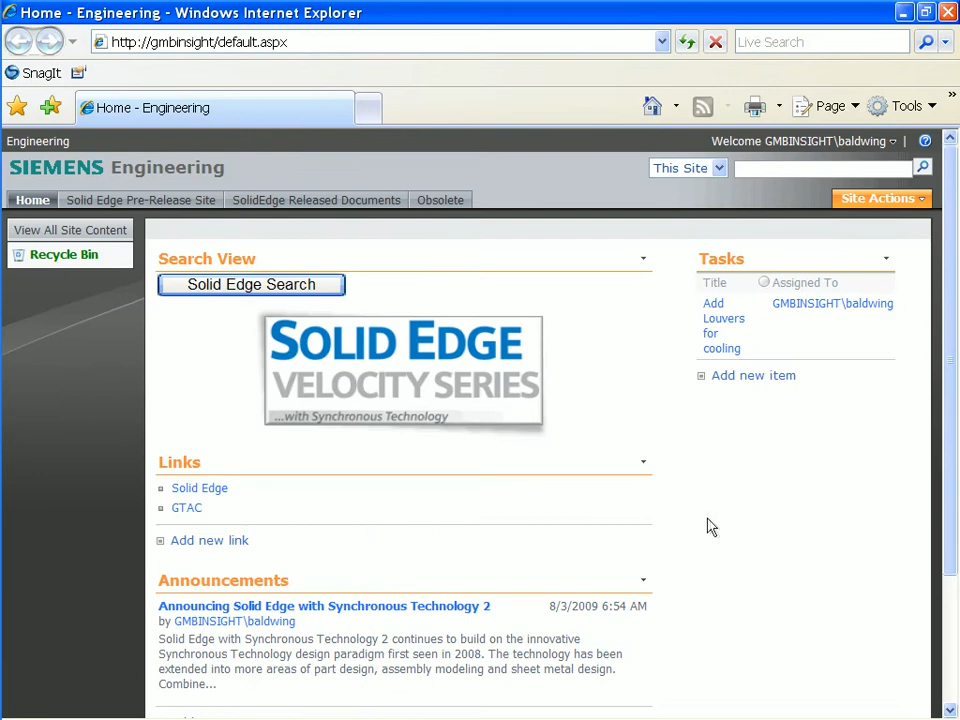 Home - Engineering - Windows Internet Explorer
http://gmbinsight/default.aspx
Live Search
SnagIt
Home - Engineering
Page
Tools
Engineering
Welcome GMBINSIGHT\baldwing
SIEMENS Engineering
This Site
Home
Solid Edge Pre-Release Site
SolidEdge Released Documents
Obsolete
Site Actions
View All Site Content
Recycle Bin
Search View
Solid Edge Search
SOLID EDGE
VELOCITY SERIES
...with Synchronous Technology
Links
Solid Edge
GTAC
Add new link
Announcements
Announcing Solid Edge with Synchronous Technology 2
8/3/2009 6:54 AM
by GMBINSIGHT\baldwing
Solid Edge with Synchronous Technology 2 continues to build on the innovative
Synchronous Technology design paradigm first seen in 2008. The technology has been
extended into more areas of part design, assembly modeling and sheet metal design.
Combine...
Tasks
Title
Assigned To
Add
Louvers
for
cooling
GMBINSIGHT\baldwing
Add new item